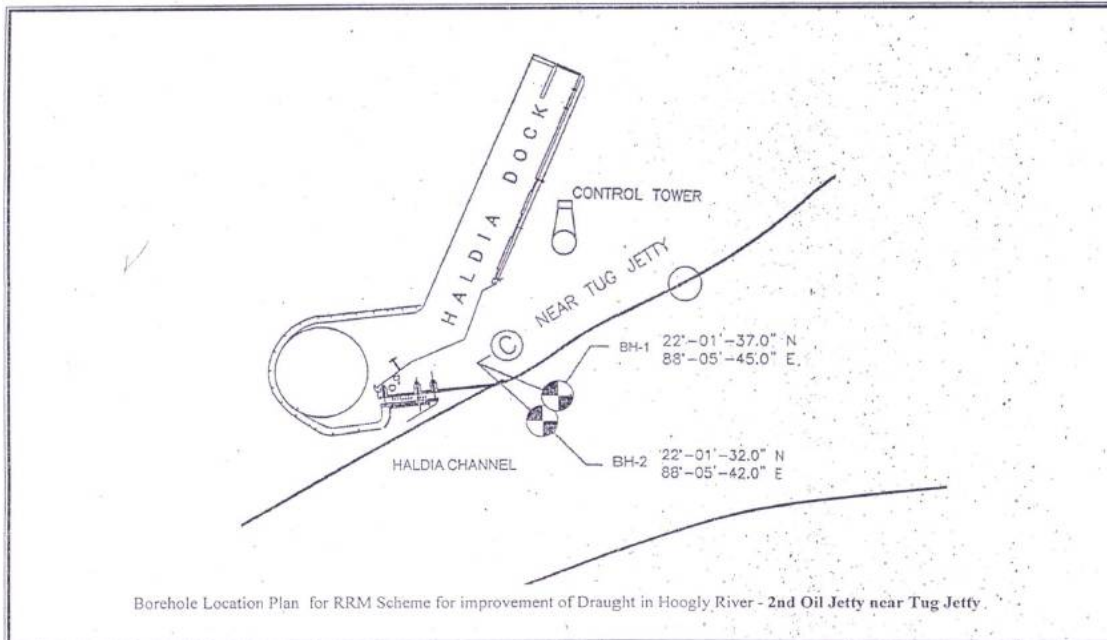 HALDIA DOCK
CONTROL TOWER
NEAR TUG JETTY
C
BH-1 22°-01'-37.0" N
88°-05'-45.0" E
BH-2 22°-01'-32.0" N
88°-05'-42.0" E
HALDIA CHANNEL
Borehole Location Plan for RRM Scheme for improvement of Draught in Hoogly River - 2nd Oil Jetty near Tug Jetty